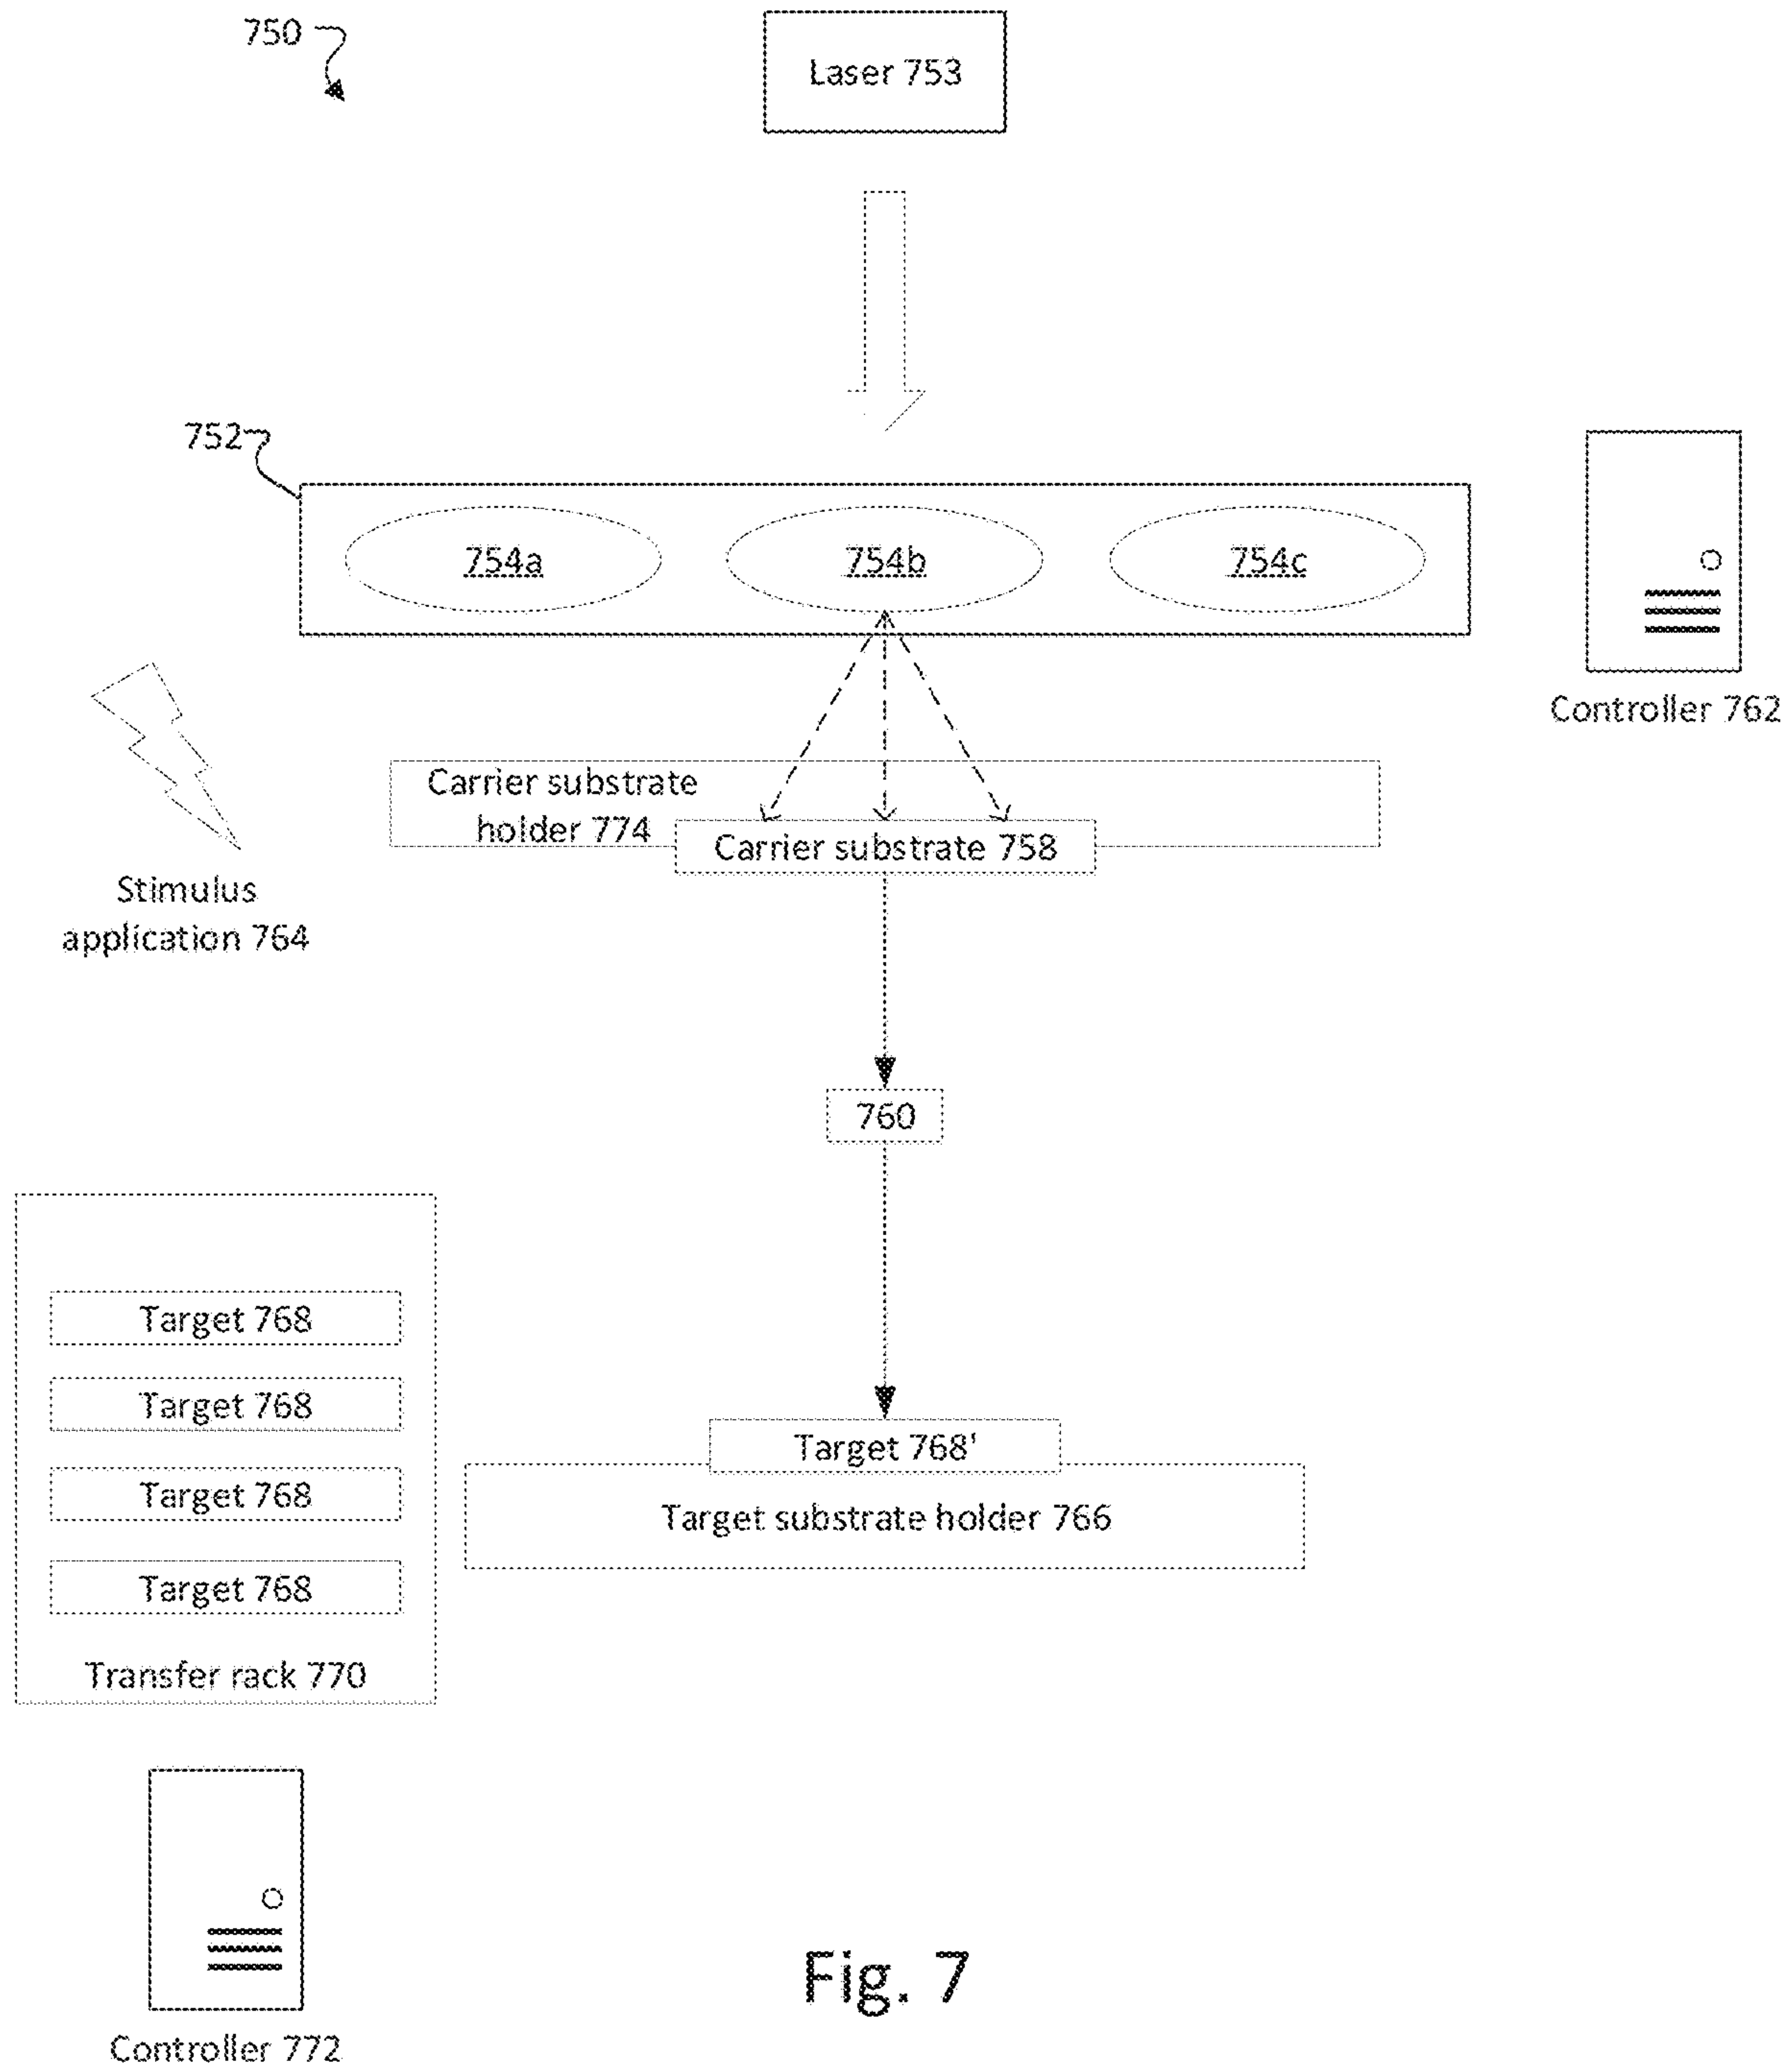 750
Laser 753
752
754a 754b 754c
Controller 762
Carrier substrate
holder 774
Carrier substrate 758
Stimulus
application 764
760
Target 768
Target 768
Target 768
Target 768
Transfer rack 770
Target 768'
Target substrate holder 766
Controller 772
Fig. 7